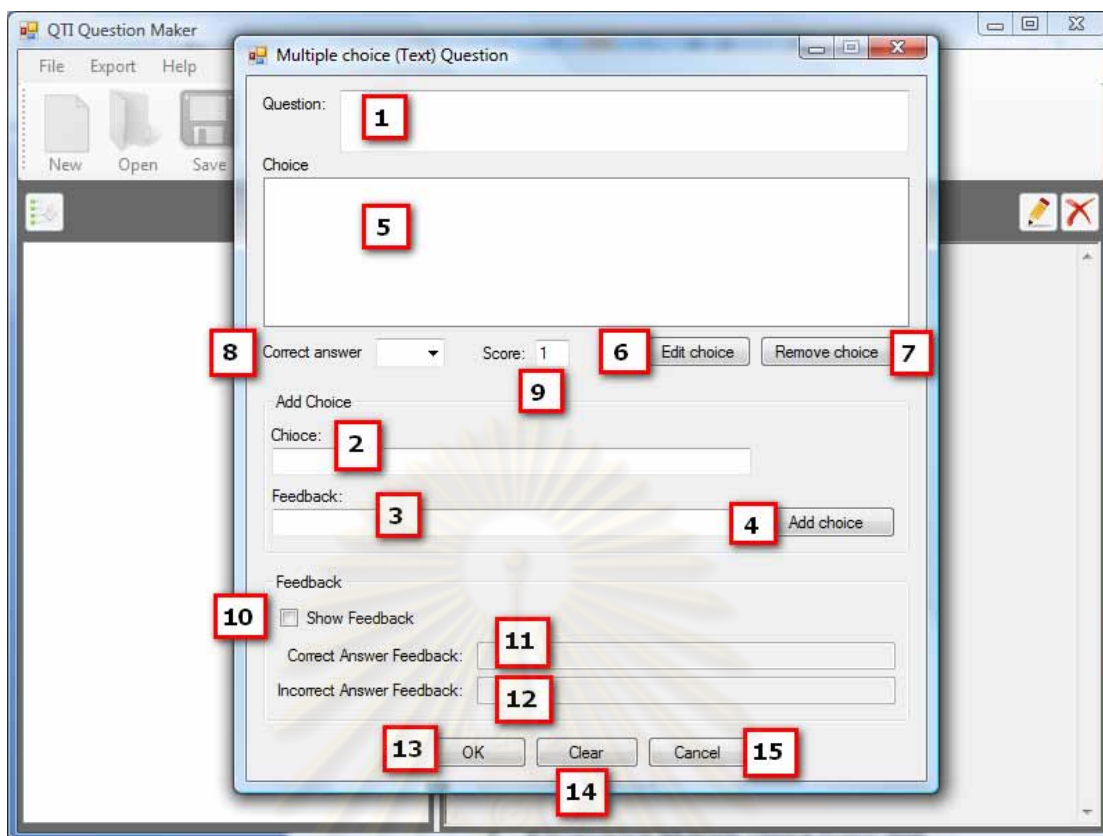 QTI Question Maker
File Export Help
New Open Save
Multiple choice (Text) Question
Question: 1
Choice
5
8 Correct answer Score: 1 6 Edit choice Remove choice 7
9
Add Choice
Chioce: 2
Feedback: 3
4 Add choice
Feedback
10 Show Feedback
Correct Answer Feedback: 11
Incorrect Answer Feedback: 12
13 OK Clear Cancel 15
14